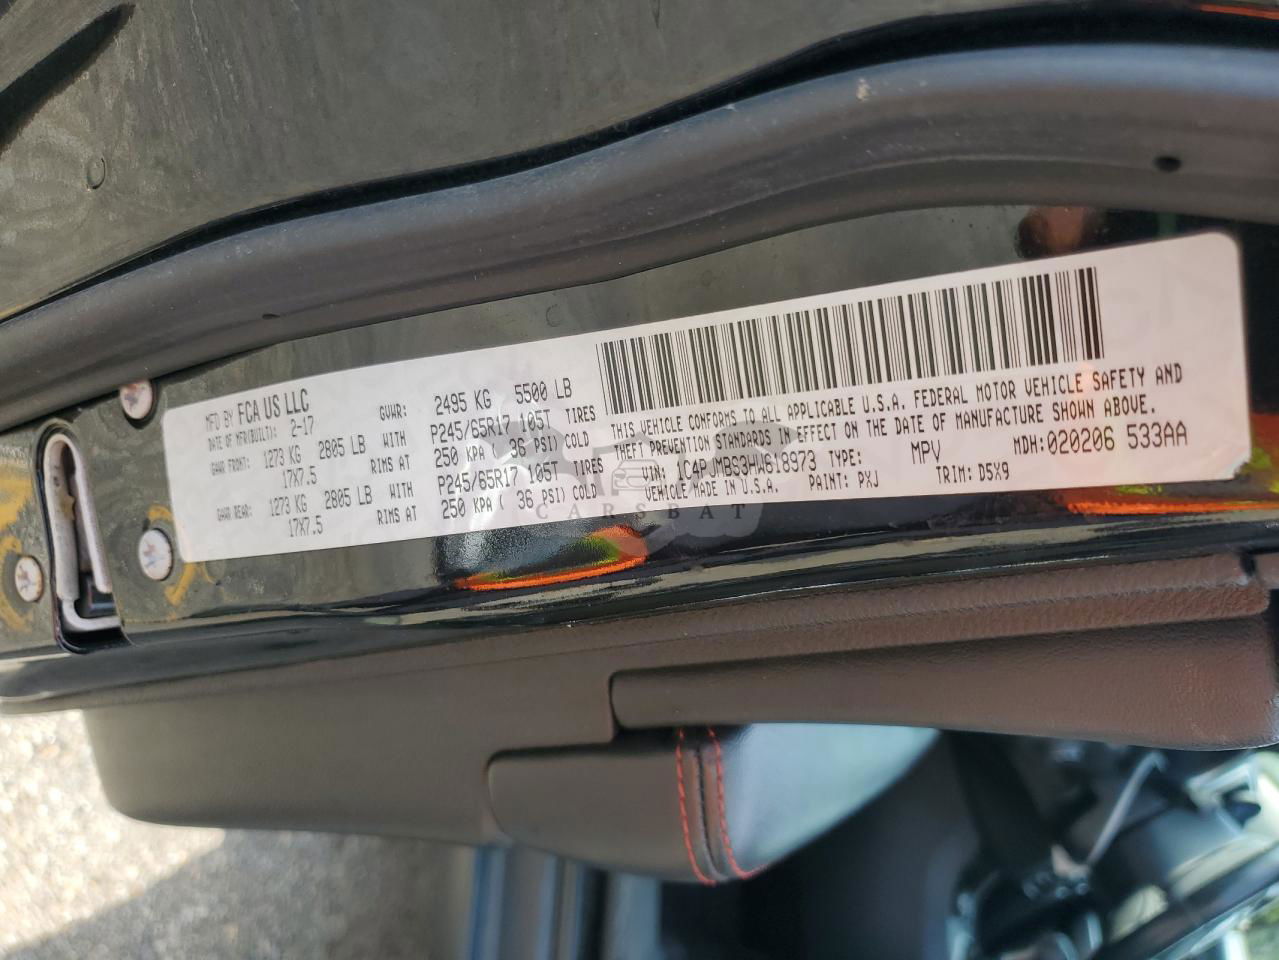 MFD BY FCA US LLC
DATE OF MFR(BUILT): 2-17 GVWR: 2495 KG 5500 LB
GAWR FRONT: 1273 KG 2805 LB WITH P245/65R17 105T TIRES
17X7.5 RIMS AT 250 KPA ( 36 PSI) COLD
GAWR REAR: 1273 KG 2805 LB WITH P245/65R17 105T TIRES
17X7.5 RIMS AT 250 KPA ( 36 PSI) COLD
THIS VEHICLE CONFORMS TO ALL APPLICABLE U.S.A. FEDERAL MOTOR VEHICLE SAFETY AND
THEFT PREVENTION STANDARDS IN EFFECT ON THE DATE OF MANUFACTURE SHOWN ABOVE.
VIN: 1C4PJMBS3HW618973 TYPE: MPV MDH:020206 533AA
VEHICLE MADE IN U.S.A. PAINT: PXJ TRIM: D5X9
CARSBAT